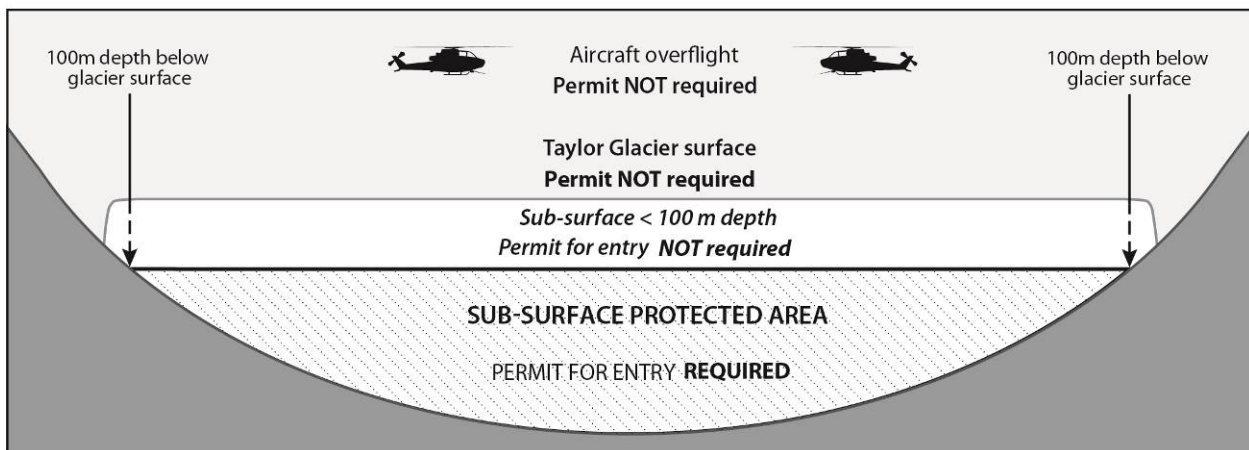 100m depth below
glacier surface
Aircraft overflight
Permit NOT required
100m depth below
glacier surface
Taylor Glacier surface
Permit NOT required
Sub-surface < 100 m depth
Permit for entry NOT required
SUB-SURFACE PROTECTED AREA
PERMIT FOR ENTRY REQUIRED